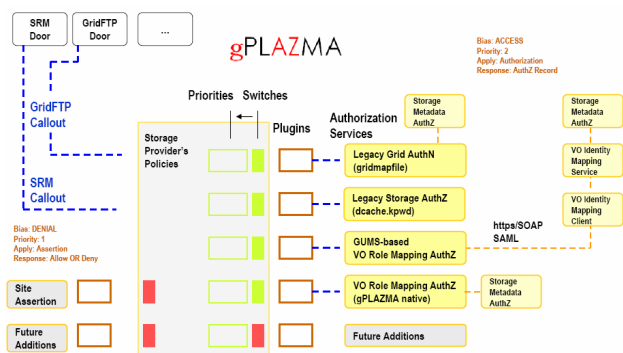 SRM
Door
GridFTP
Door
...
gPLAZMA
Bias: ACCESS
Priority: 2
Apply: Authorization
Response: AuthZ Record
GridFTP
Callout
SRM
Callout
Priorities
Switches
Plugins
Authorization
Services
Storage
Provider's
Policies
Storage
Metadata
AuthZ
Storage
Metadata
AuthZ
Legacy Grid AuthN
(gridmapfile)
VO Identity
Mapping
Service
Legacy Storage AuthZ
(dcache.kpwd)
VO Identity
Mapping
Client
GUMS-based
VO Role Mapping AuthZ
https/SOAP
SAML
Bias: DENIAL
Priority: 1
Apply: Assertion
Response: Allow OR Deny
Site
Assertion
VO Role Mapping AuthZ
(gPLAZMA native)
Storage
Metadata
AuthZ
Future
Additions
Future Additions